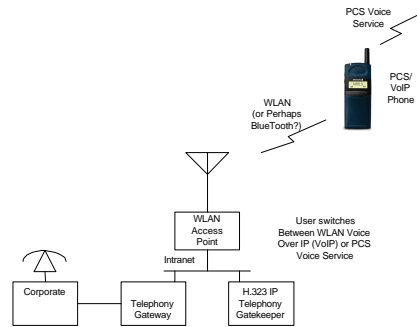 PCS Voice
Service
PCS/
VoIP
Phone
WLAN
(or Perhaps
BlueTooth?)
WLAN
Access
Point
User switches
Between WLAN Voice
Over IP (VoIP) or PCS
Voice Service
Intranet
Corporate
Telephony
Gateway
H.323 IP
Telephony
Gatekeeper